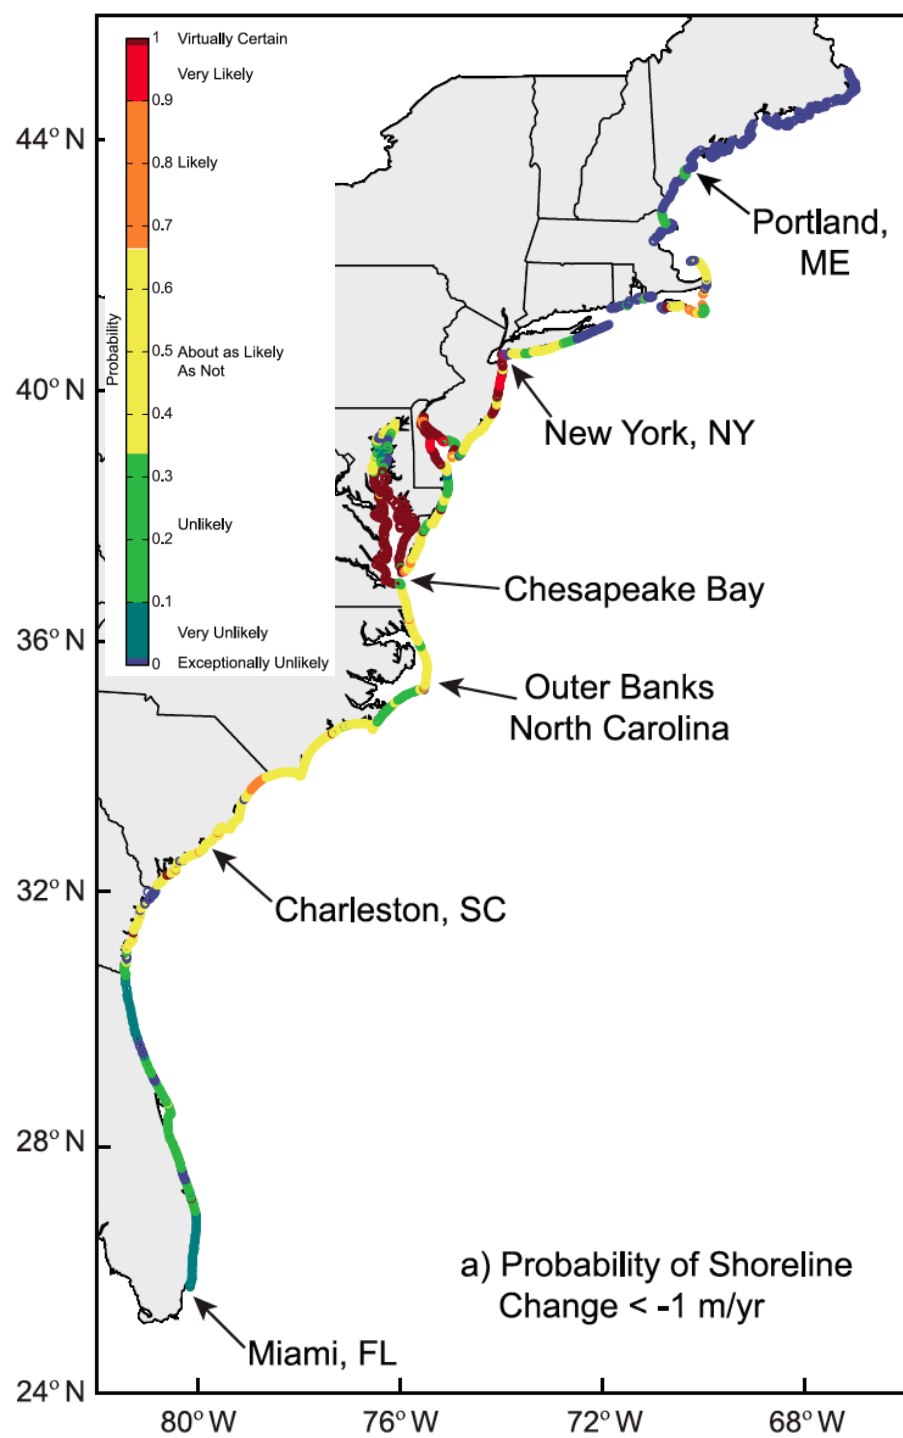 1 Virtually Certain
Very Likely
0.9
0.8 Likely
0.7
0.6
Probability
0.5 About as Likely
As Not
0.4
0.3
0.2 Unlikely
0.1
Very Unlikely
0 Exceptionally Unlikely
44° N
40° N
36° N
32° N
28° N
24° N
Portland,
ME
New York, NY
Chesapeake Bay
Outer Banks
North Carolina
Charleston, SC
Miami, FL
a) Probability of Shoreline
Change < -1 m/yr
80° W 76° W 72° W 68° W